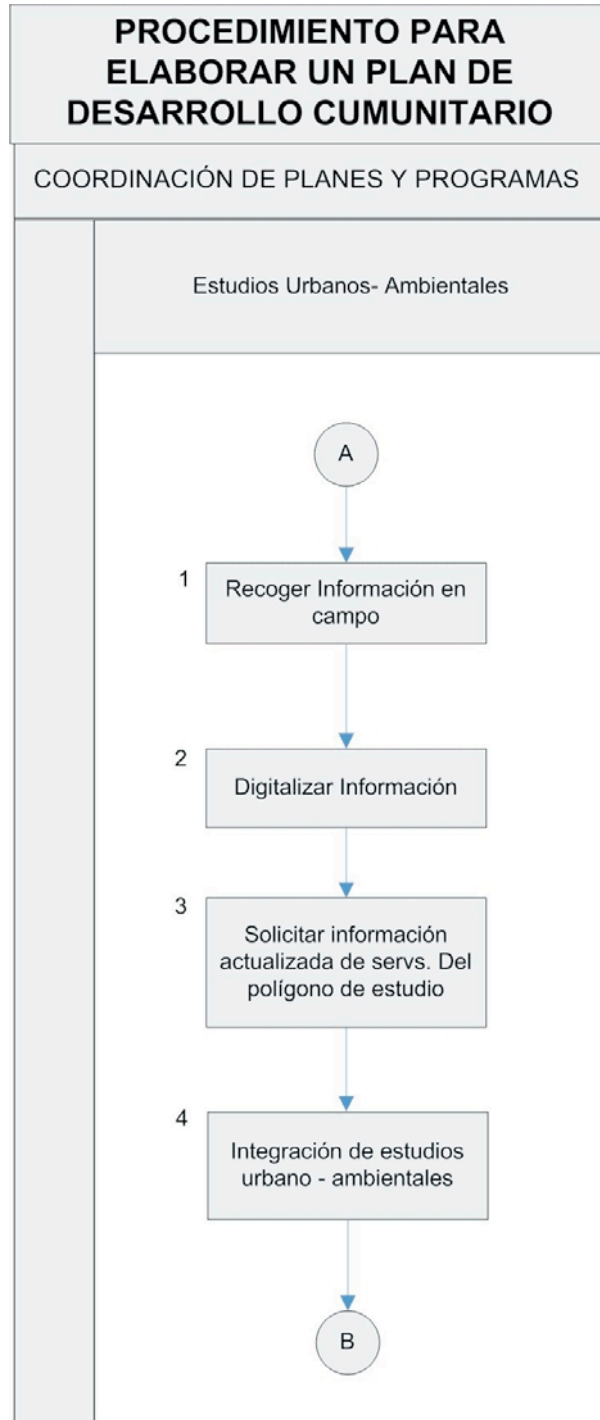 PROCEDIMIENTO PARA
ELABORAR UN PLAN DE
DESARROLLO CUMUNITARIO
COORDINACIÓN DE PLANES Y PROGRAMAS
Estudios Urbanos- Ambientales
A
1
Recoger Información en
campo
2
Digitalizar Información
3
Solicitar información
actualizada de servs. Del
polígono de estudio
4
Integración de estudios
urbano - ambientales
B